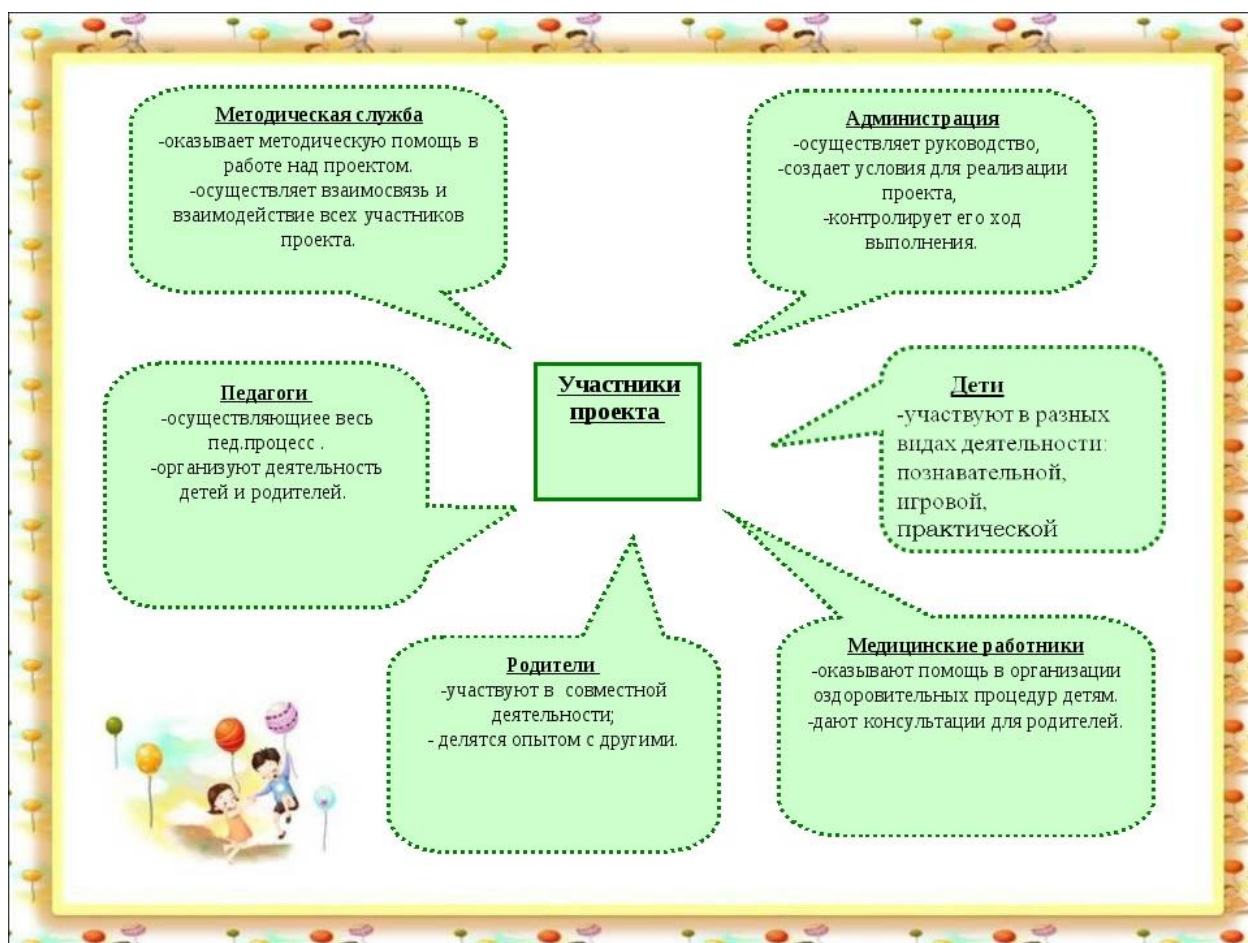 Методическая служба
-оказывает методическую помощь в
работе над проектом.
-осуществляет взаимосвязь и
взаимодействие всех участников
проекта.
Администрация
-осуществляет руководство,
-создает условия для реализации
проекта,
-контролирует его ход
выполнения.
Участники
проекта
Педагоги
-осуществляющиее весь
пед.процесс .
-организуют деятельность
детей и родителей.
Дети
-участвуют в разных
видах деятельности:
познавательной,
игровой,
практической
Родители
-участвуют в совместной
деятельности;
- делятся опытом с другими.
Медицинские работники
-оказывают помощь в организации
оздоровительных процедур детям.
-дают консультации для родителей.